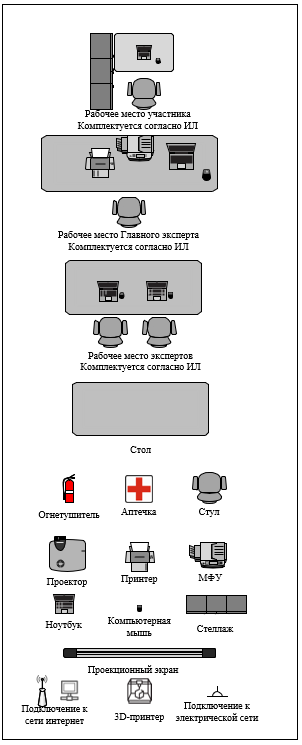 Рабочее место участника
Комплектуется согласно ИЛ
Рабочее место Главного эксперта
Комплектуется согласно ИЛ
Рабочее место экспертов
Комплектуется согласно ИЛ
Стол
Огнетушитель
Аптечка
Стул
Проектор
Принтер
МФУ
Ноутбук
Компьютерная
мышь
Стеллаж
Проекционный экран
Подключение к
сети интернет
3D-принтер
Подключение к
электрической сети